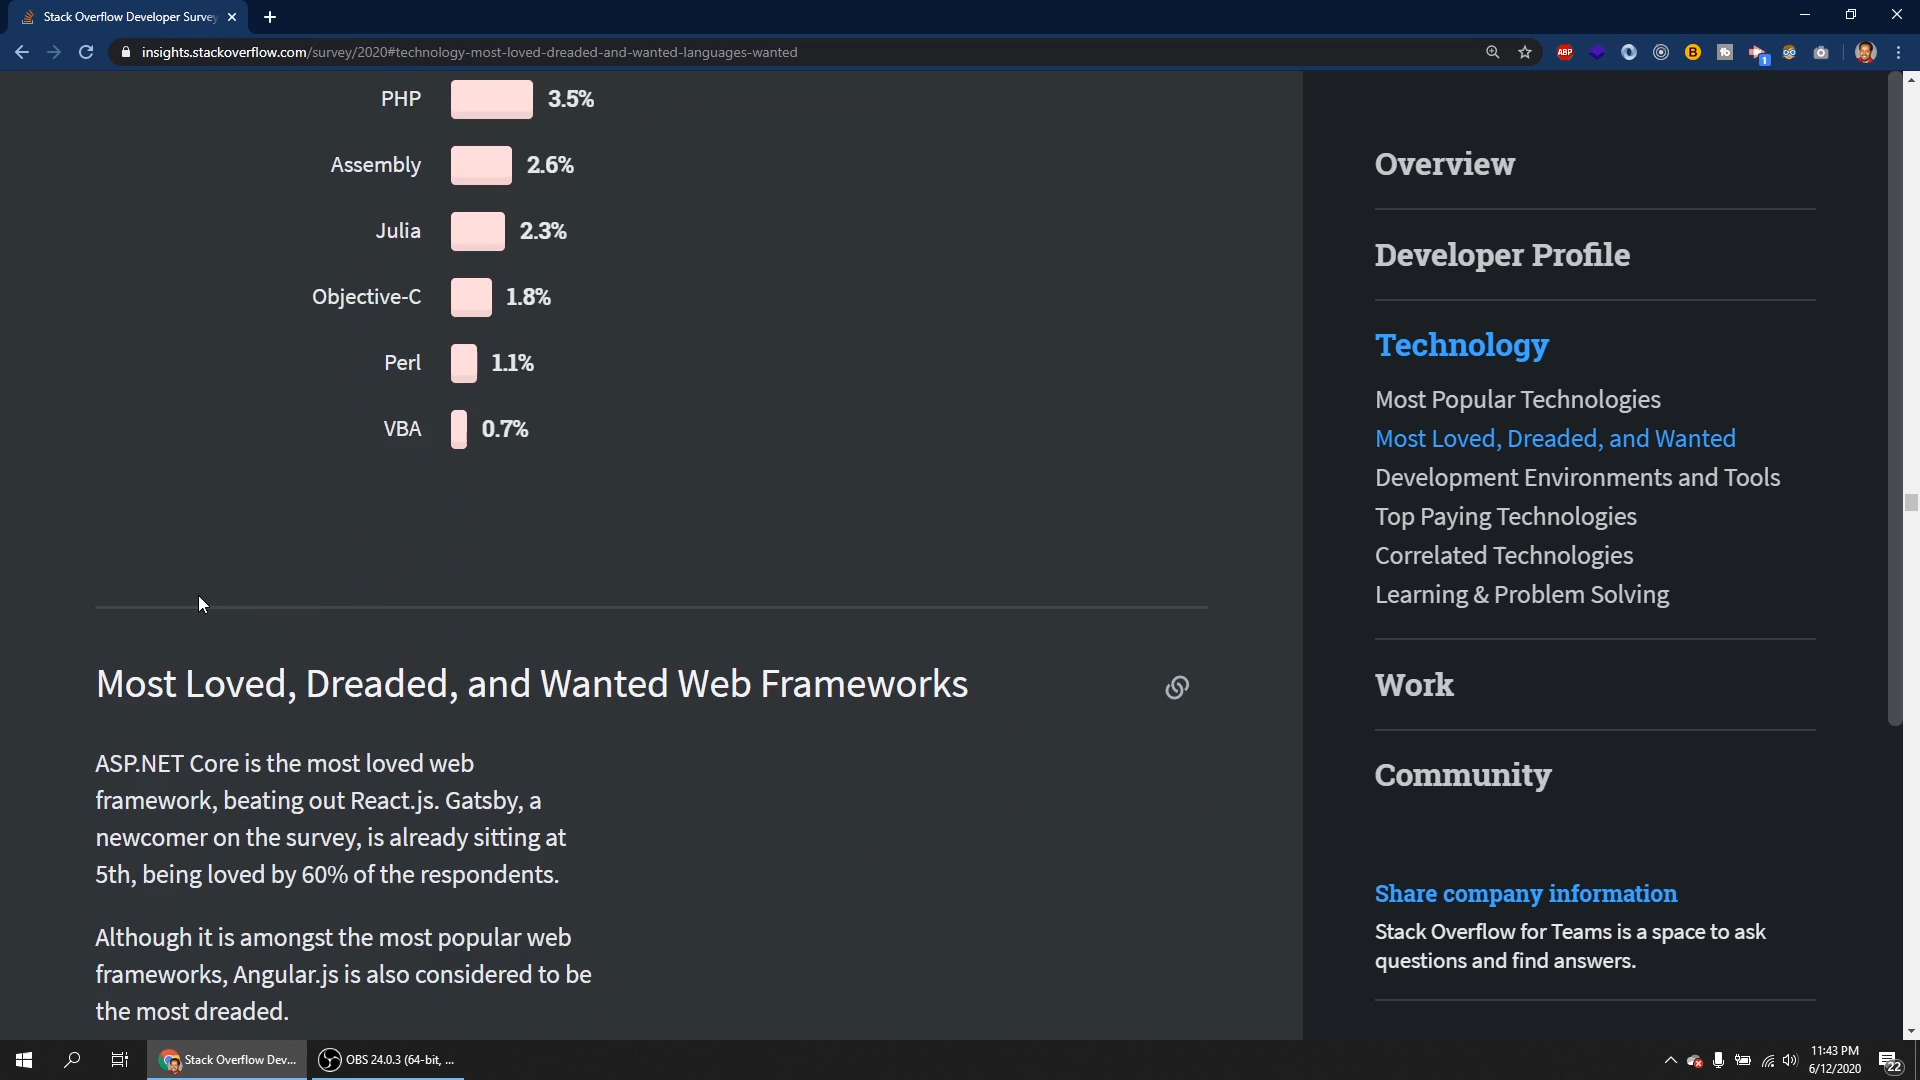 Stack Overflow Developer Survey
insights.stackoverflow.com/survey/2020#technology-most-loved-dreaded-and-wanted-languages-wanted
ABP
B
tb
1
PHP 3.5%
Assembly 2.6%
Julia 2.3%
Objective-C 1.8%
Perl 1.1%
VBA 0.7%
Most Loved, Dreaded, and Wanted Web Frameworks
ASP.NET Core is the most loved web
framework, beating out React.js. Gatsby, a
newcomer on the survey, is already sitting at
5th, being loved by 60% of the respondents.
Although it is amongst the most popular web
frameworks, Angular.js is also considered to be
the most dreaded.
Overview
Developer Profile
Technology
Most Popular Technologies
Most Loved, Dreaded, and Wanted
Development Environments and Tools
Top Paying Technologies
Correlated Technologies
Learning & Problem Solving
Work
Community
Share company information
Stack Overflow for Teams is a space to ask
questions and find answers.
Stack Overflow Dev...
OBS 24.0.3 (64-bit, ...
11:43 PM
6/12/2020
22